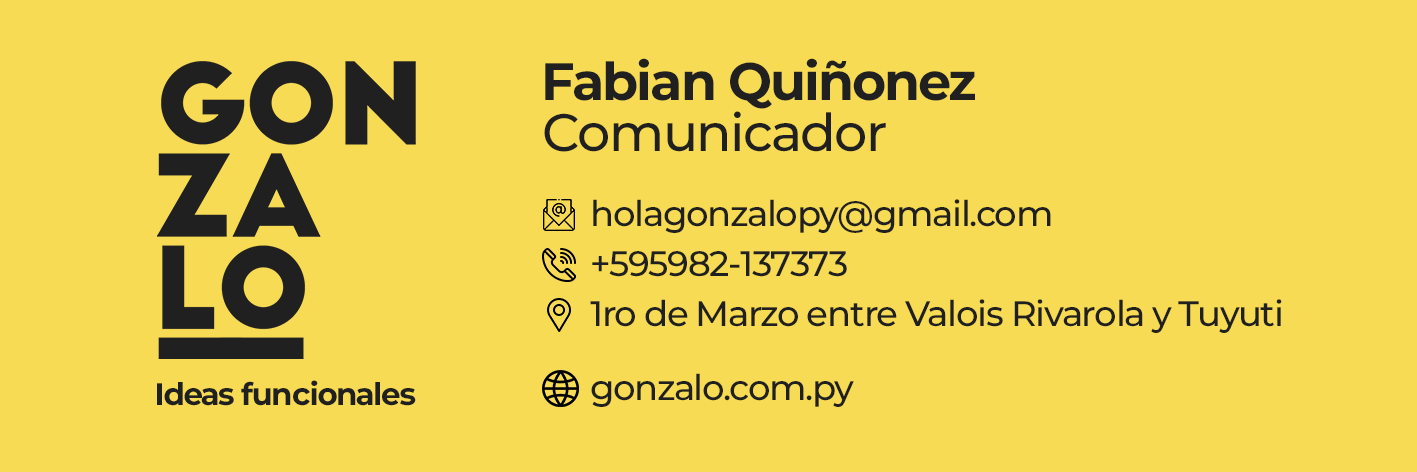 GON
ZA
LO
Ideas funcionales
Fabian Quiñonez
Comunicador
holagonzalopy@gmail.com
+595982-137373
1ro de Marzo entre Valois Rivarola y Tuyuti
gonzalo.com.py